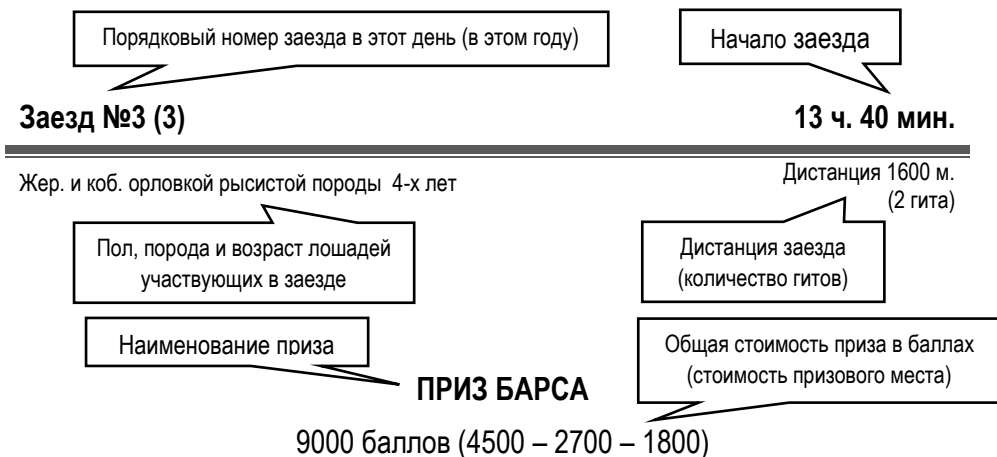 Порядковый номер заезда в этот день (в этом году)
Начало заезда
Заезд №3 (3)
13 ч. 40 мин.
Жер. и коб. орловкой рысистой породы 4-х лет
Дистанция 1600 м.
(2 гита)
Пол, порода и возраст лошадей
участвующих в заезде
Дистанция заезда
(количество гитов)
Наименование приза
Общая стоимость приза в баллах
(стоимость призового места)
ПРИЗ БАРСА
9000 баллов (4500 – 2700 – 1800)